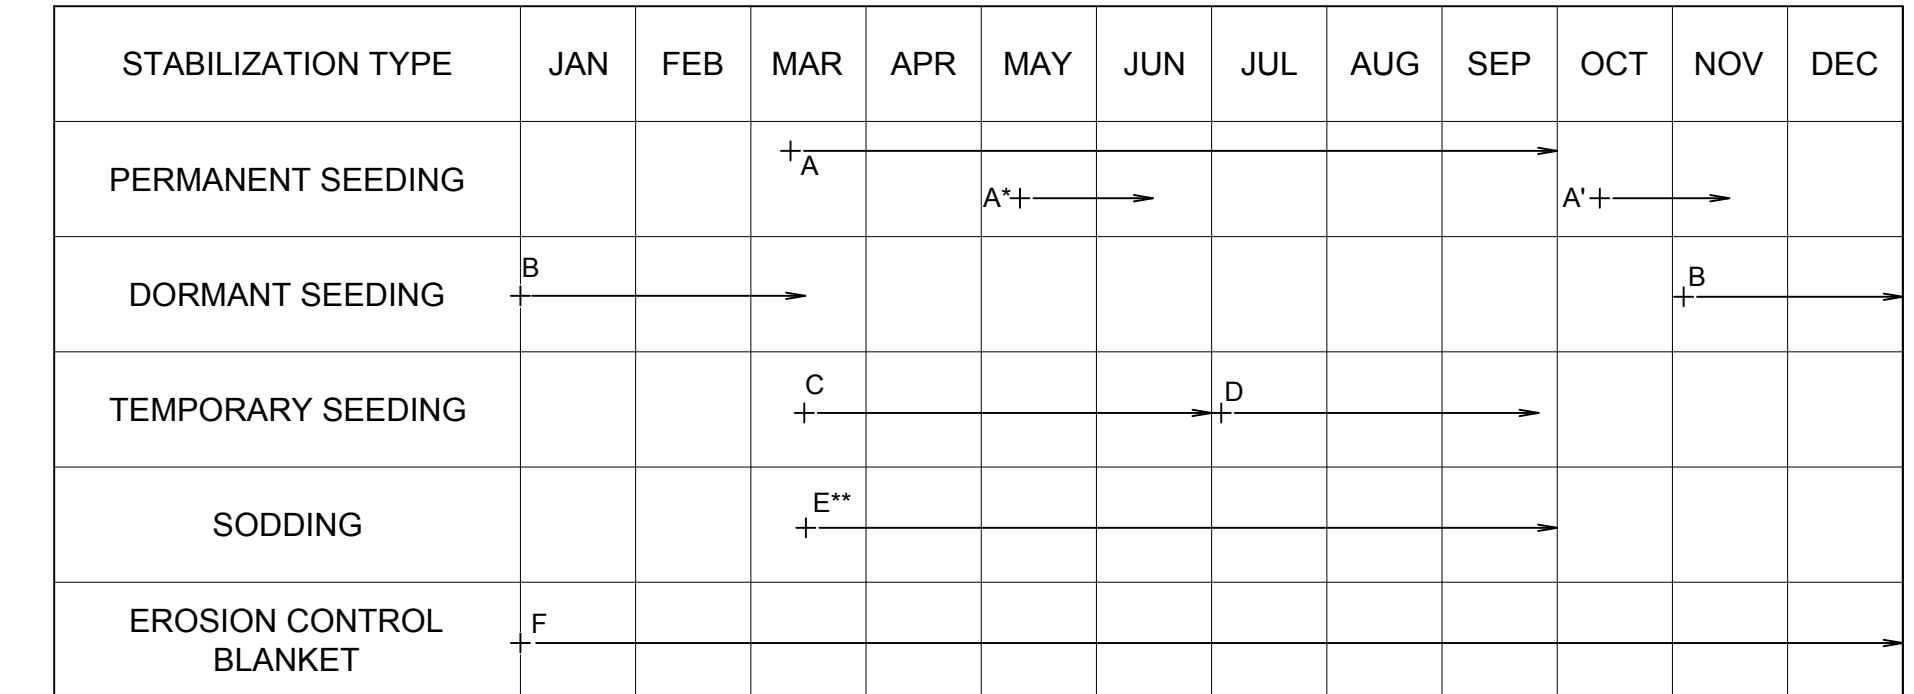 STABILIZATION TYPE JAN FEB MAR APR MAY JUN JUL AUG SEP OCT NOV DEC
PERMANENT SEEDING
A
A* A'
DORMANT SEEDING
B B
TEMPORARY SEEDING
C D
SODDING
E**
EROSION CONTROL
BLANKET
F